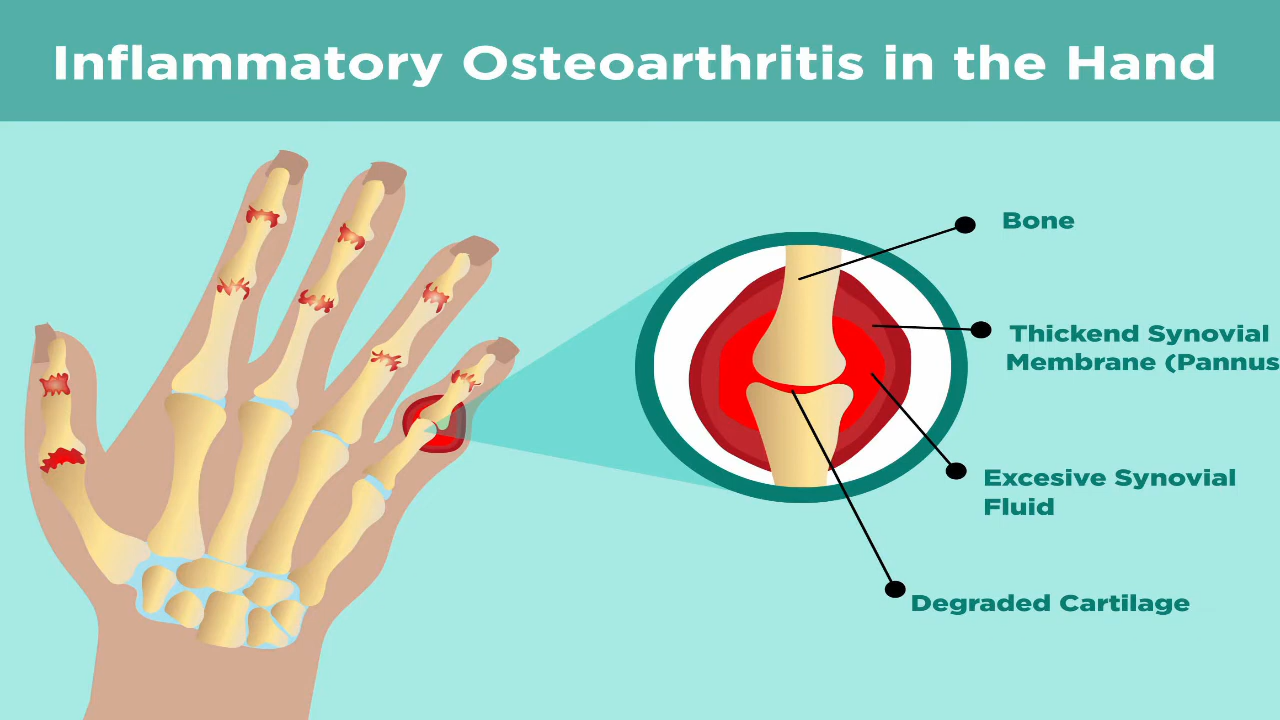 Inflammatory Osteoarthritis in the Hand
Bone
Thickend Synovial
Membrane (Pannus
Excesive Synovial
Fluid
Degraded Cartilage